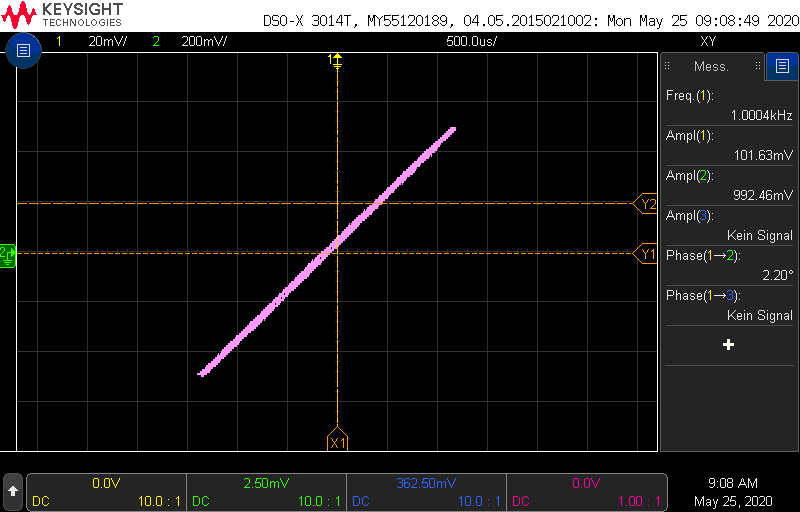 KEYSIGHT
TECHNOLOGIES
DSO-X 3014T, MY55120189, 04.05.2015021002: Mon May 25 09:08:49 2020
1 20mV/ 2 200mV/ 500.0us/ XY
Mess.
Freq.(1):
1.0004kHz
Ampl(1):
101.63mV
Ampl(2):
992.46mV
Ampl(3):
Kein Signal
Phase(1→2):
2.20°
Phase(1→3):
Kein Signal
+
1
Y2
2
Y1
X1
0.0V 2.50mV 362.50mV 0.0V
DC 10.0 : 1 DC 10.0 : 1 DC 10.0 : 1 DC 1.00 : 1
9:08 AM
May 25, 2020